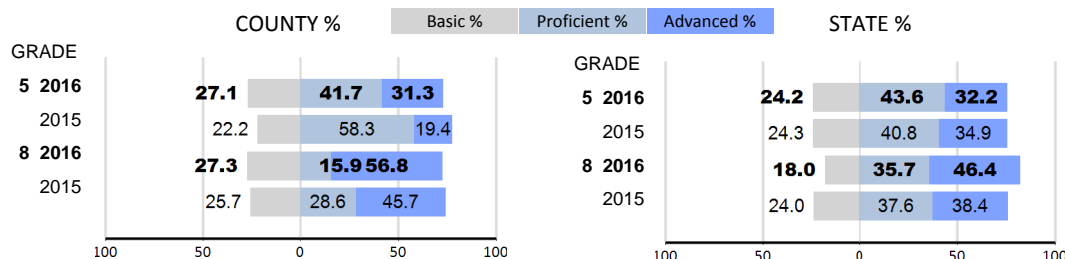 COUNTY %
Basic % Proficient % Advanced %
STATE %
GRADE
5 2016 27.1 41.7 31.3
2015 22.2 58.3 19.4
8 2016 27.3 15.9 56.8
2015 25.7 28.6 45.7
100 50 0 50 100
GRADE
5 2016 24.2 43.6 32.2
2015 24.3 40.8 34.9
8 2016 18.0 35.7 46.4
2015 24.0 37.6 38.4
100 50 0 50 100